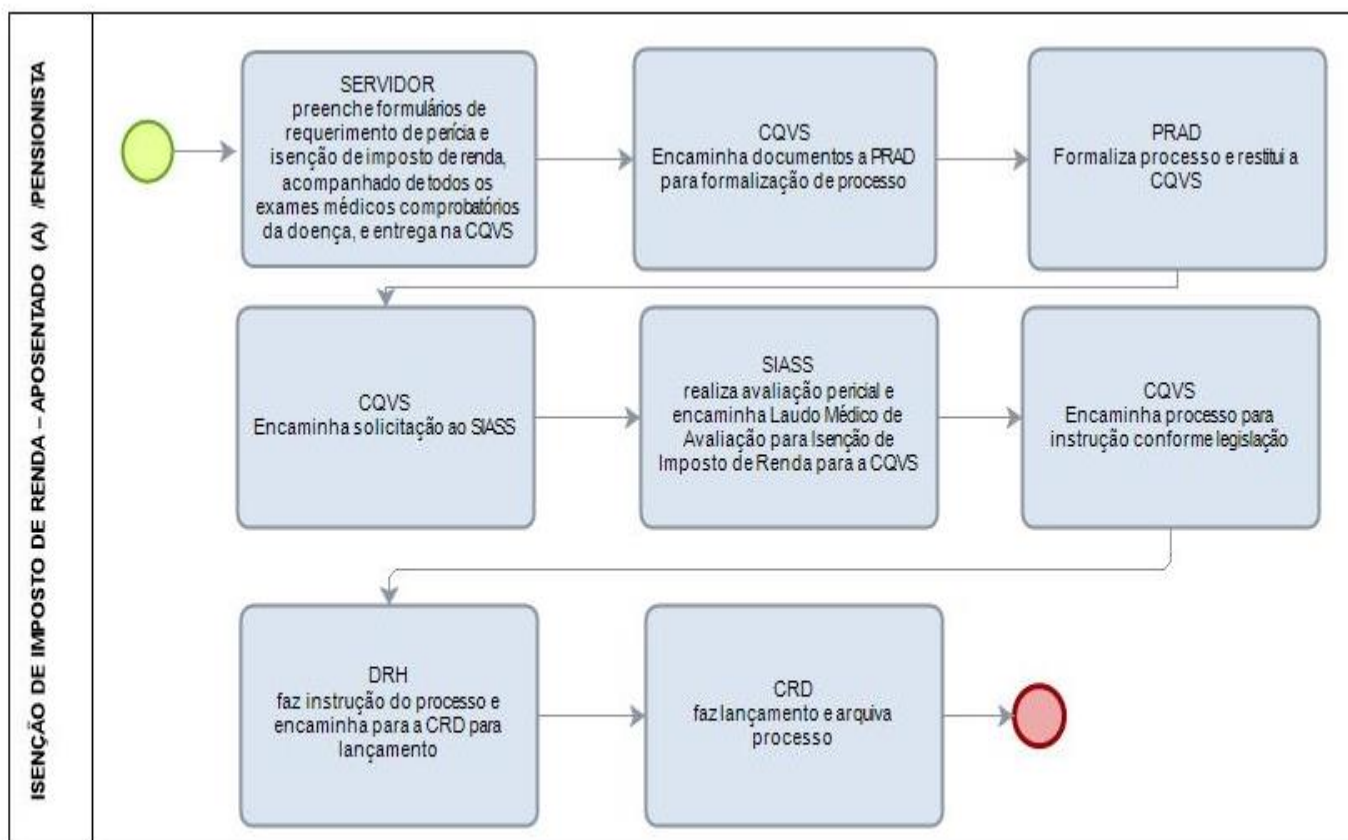 ISENÇÃO DE IMPOSTO DE RENDA – APOSENTADO (A) /PENSIONISTA
SERVIDOR
preenche formulários de
requerimento de perícia e
isenção de imposto de renda,
acompanhado de todos os
exames médicos comprobatórios
da doença, e entrega na CQVS
CQVS
Encaminha documentos a PRAD
para formalização de processo
PRAD
Formaliza processo e restitui a
CQVS
CQVS
Encaminha solicitação ao SIASS
SIASS
realiza avaliação pericial e
encaminha Laudo Médico de
Avaliação para Isenção de
Imposto de Renda para a CQVS
CQVS
Encaminha processo para
instrução conforme legislação
DRH
faz instrução do processo e
encaminha para a CRD para
lançamento
CRD
faz lançamento e arquiva
processo